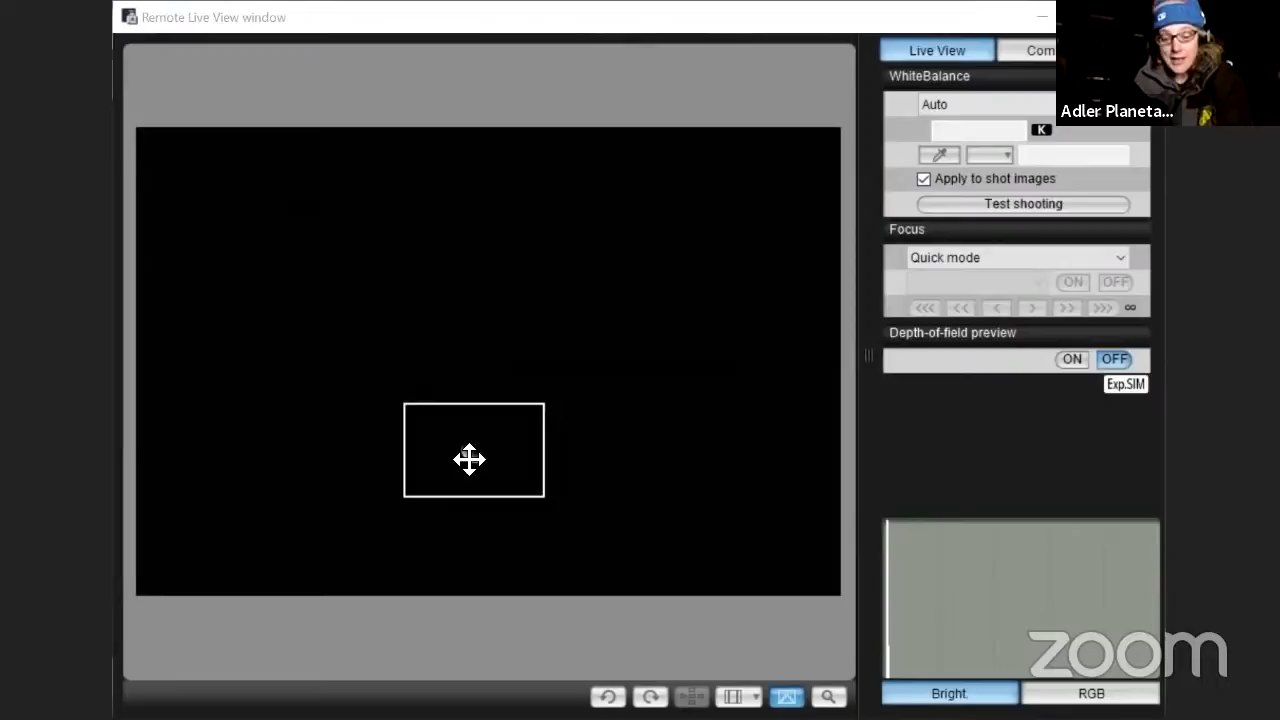 Remote Live View window
Live View
Com
WhiteBalance
Auto
K
Apply to shot images
Test shooting
Focus
Quick mode
ON OFF
<<< << < > >> >>> ∞
Depth-of-field preview
ON OFF
Exp.SIM
Bright. RGB
Adler Planeta...
zoom